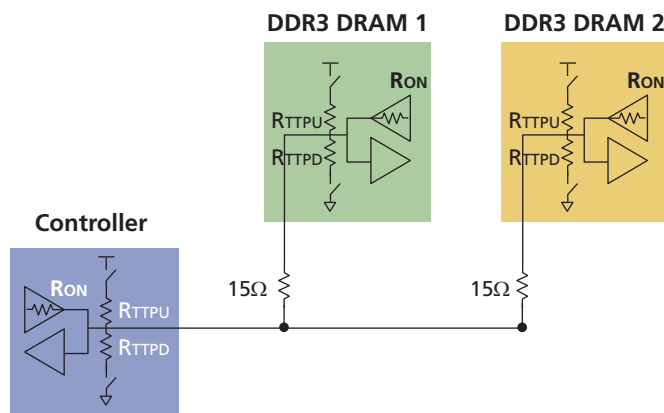 DDR3 DRAM 1
DDR3 DRAM 2
RON
RTTPU
RTTPD
RON
RTTPU
RTTPD
Controller
RON
RTTPU
RTTPD
15Ω
15Ω